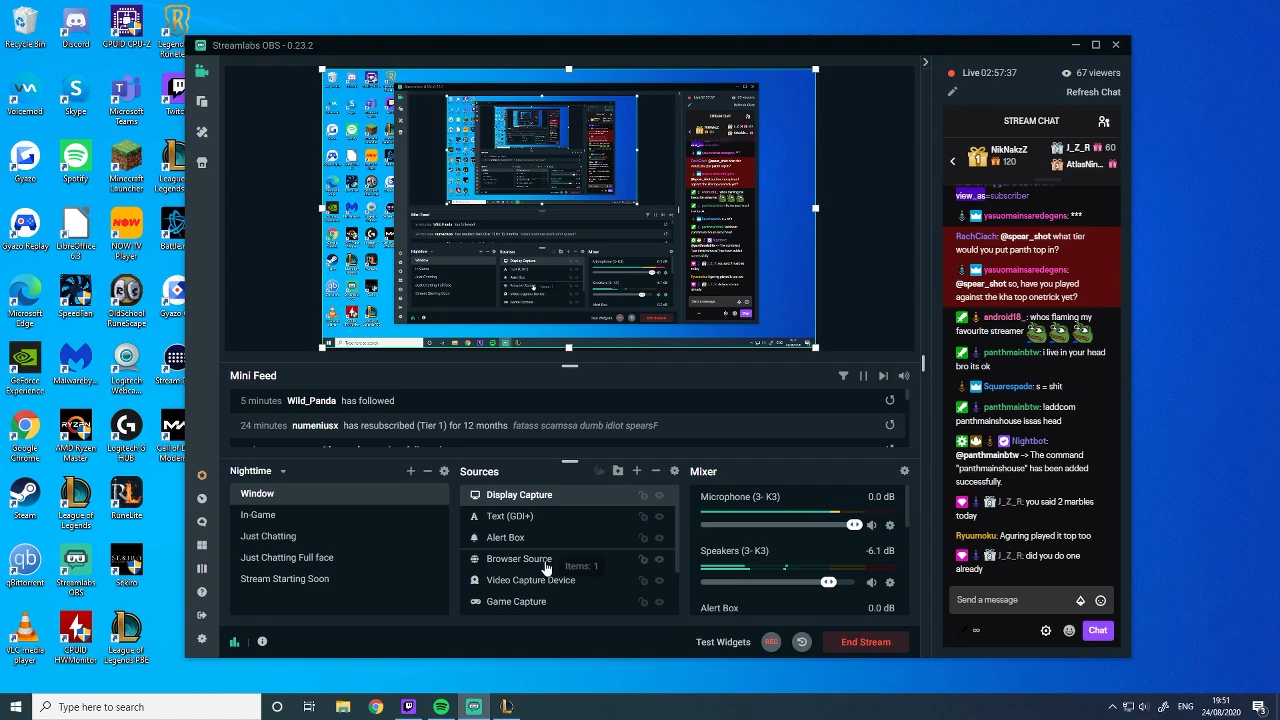 Recycle Bin
Discord
CPUID CPU-Z
Streamlabs OBS - 0.23.2
Voicemod
Skype
Microsoft
Teams
Spotify
Minecraft
Launcher
Gyazo Replay
LibreOffice
6.3
NOW TV
Microsoft
Edge
SpeedFan
OldSchool
RuneScape
GeForce
Experience
Malwareby...
Logitech
Webcam
Google
Chrome
AMD Ryzen
Master
Logitech G
HUB
Steam
League of
Legends
RuneLite
qBittorrent
Streamlabs
OBS
Sekiro
VLC media
player
CPUID
HWMonitor
League of
Legends PBE
Mini Feed
5 minutes Wild_Panda has followed
24 minutes numeniusx has resubscribed (Tier 1) for 12 months fatass scamssa dumb idiot spearsF
Nighttime
Window
In-Game
Just Chatting
Just Chatting Full face
Stream Starting Soon
Sources
Display Capture
Text (GDI+)
Alert Box
Browser Source
Items: 1
Video Capture Device
Game Capture
Mixer
Microphone (3- K3) 0.0 dB
Speakers (3- K3) -6.1 dB
Alert Box 0.0 dB
Test Widgets REC End Stream
Live 02:57:37 67 viewers
Refresh Chat
STREAM CHAT
NikNakzz
120
J_Z_R 60
AtlasNin...
view_as=subscriber
yasuomainsaredegens: ***
RachCiach: @spear_shot what tier
would you put panth top in?
yasuomainsaredegens:
@spear_shot so, have you played
against the kha top onetrick yet?
android18_: whos flaming my
favourite streamer
panthmainbtw: i live in your head
bro its ok
Squarespade: s = shit
panthmainbtw: !addcom
panthmainhouse isass head
Nightbot:
@panthmainbtw -> The command
"panthmainshouse" has been added
successfully.
J_Z_R: you said 2 marbles
today
Ryuumoku: Aguring played it top too
J_Z_R: did you do one
already
Send a message
Chat
Type here to search
ENG
19:51
24/08/2020